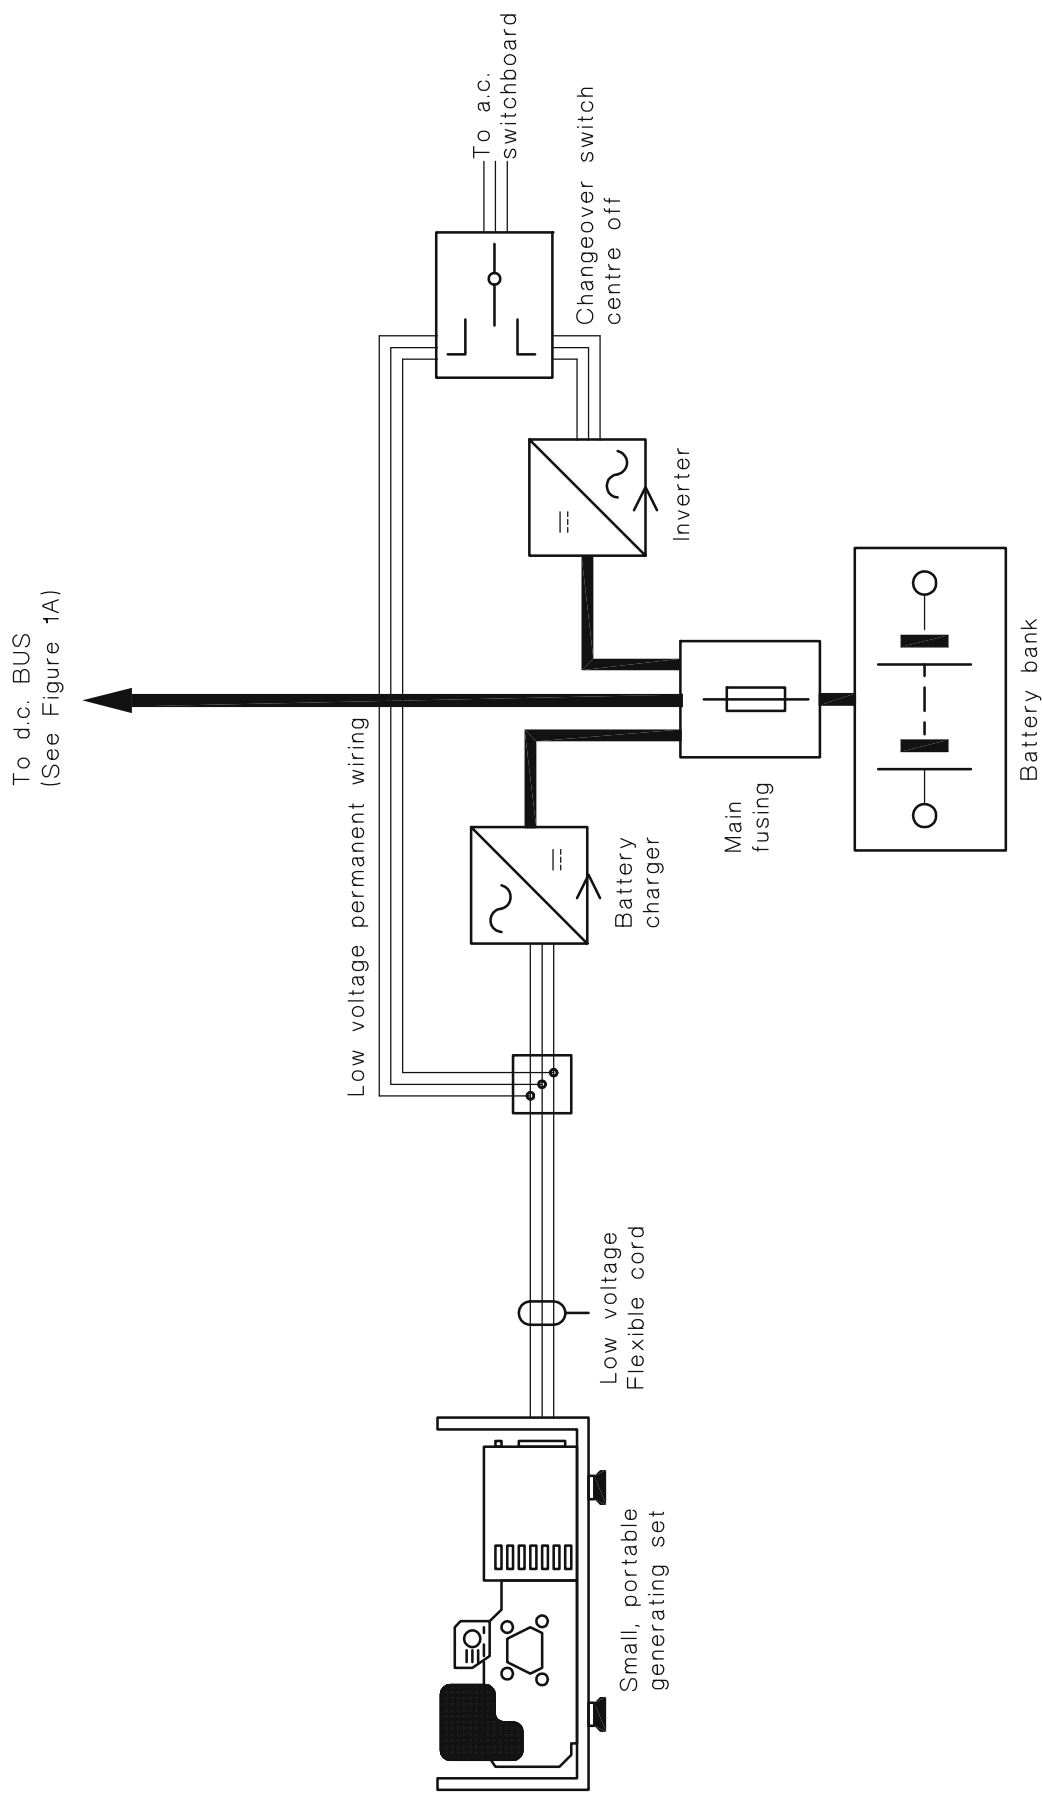 To d.c. BUS
(See Figure 1A)
Low voltage permanent wiring
To a.c.
switchboard
Changeover switch
centre off
Inverter
Battery
charger
Main
fusing
Battery bank
Low voltage
Flexible cord
Small, portable
generating set